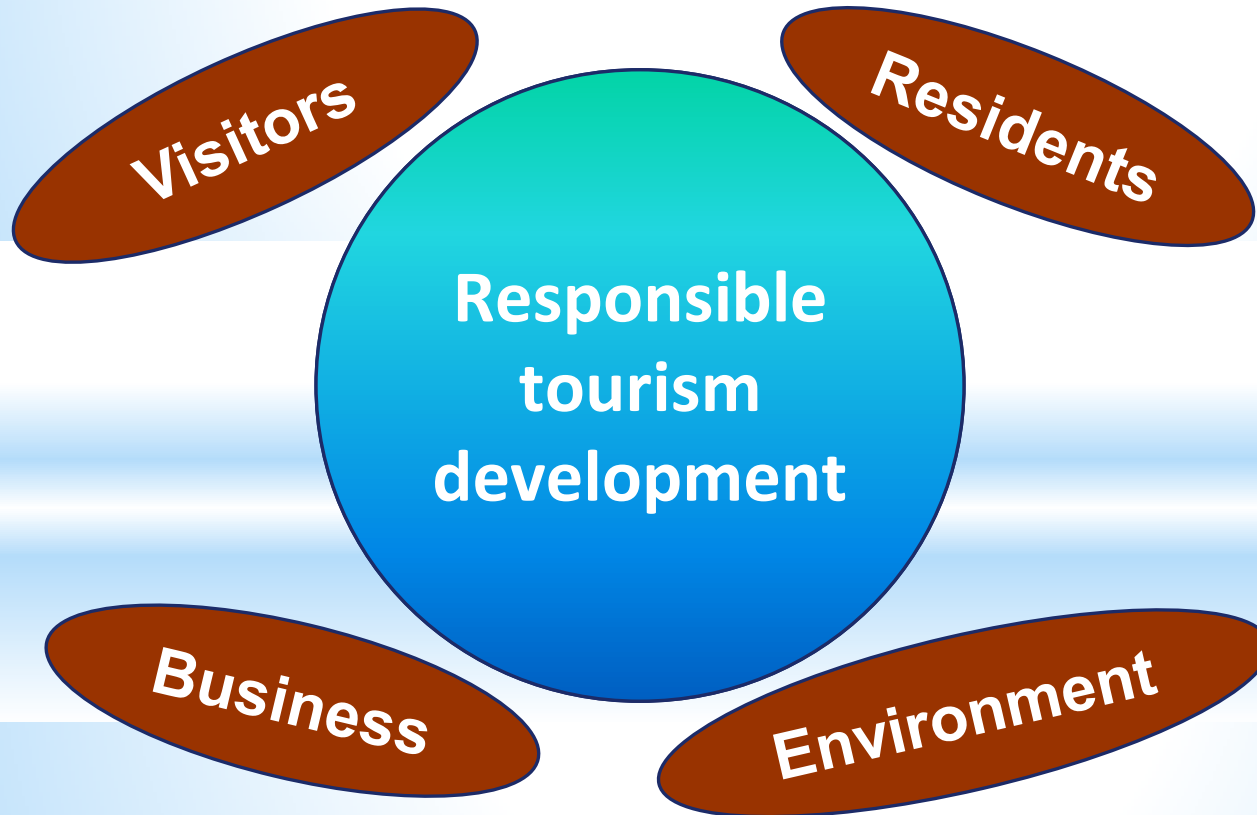 Visitors
Residents
Responsible
tourism
development
Business
Environment